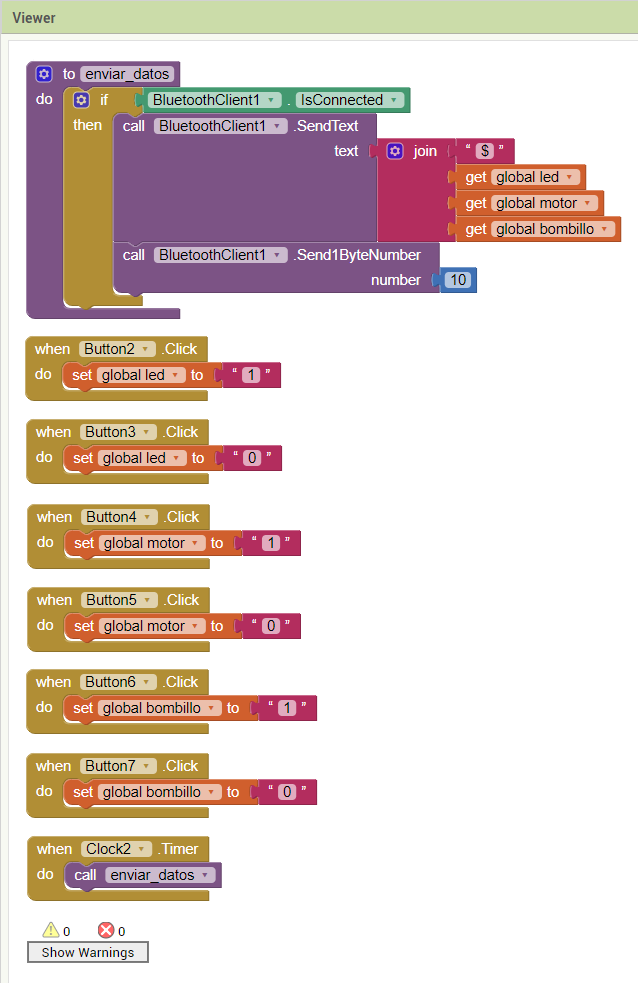 Viewer
to enviar_datos
do if BluetoothClient1 . IsConnected
then call BluetoothClient1 .SendText
text join “ $ ”
get global led
get global motor
get global bombillo
call BluetoothClient1 .Send1ByteNumber
number 10
when Button2 .Click
do set global led to “ 1 ”
when Button3 .Click
do set global led to “ 0 ”
when Button4 .Click
do set global motor to “ 1 ”
when Button5 .Click
do set global motor to “ 0 ”
when Button6 .Click
do set global bombillo to “ 1 ”
when Button7 .Click
do set global bombillo to “ 0 ”
when Clock2 .Timer
do call enviar_datos
0 0
Show Warnings